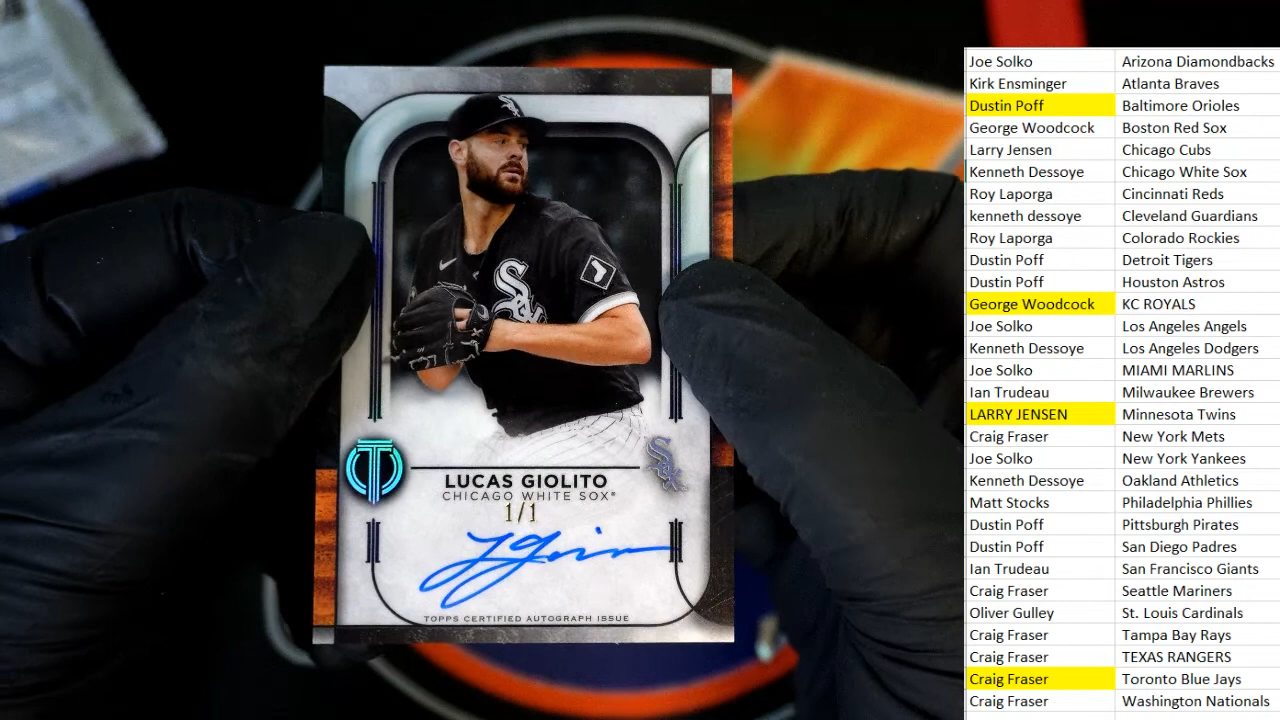 Sox
Sox
LUCAS GIOLITO
CHICAGO WHITE SOX®
1/1
TOPPS CERTIFIED AUTOGRAPH ISSUE
Joe Solko Arizona Diamondbacks
Kirk Ensminger Atlanta Braves
Dustin Poff Baltimore Orioles
George Woodcock Boston Red Sox
Larry Jensen Chicago Cubs
Kenneth Dessoye Chicago White Sox
Roy Laporga Cincinnati Reds
kenneth dessoye Cleveland Guardians
Roy Laporga Colorado Rockies
Dustin Poff Detroit Tigers
Dustin Poff Houston Astros
George Woodcock KC ROYALS
Joe Solko Los Angeles Angels
Kenneth Dessoye Los Angeles Dodgers
Joe Solko MIAMI MARLINS
Ian Trudeau Milwaukee Brewers
LARRY JENSEN Minnesota Twins
Craig Fraser New York Mets
Joe Solko New York Yankees
Kenneth Dessoye Oakland Athletics
Matt Stocks Philadelphia Phillies
Dustin Poff Pittsburgh Pirates
Dustin Poff San Diego Padres
Ian Trudeau San Francisco Giants
Craig Fraser Seattle Mariners
Oliver Gulley St. Louis Cardinals
Craig Fraser Tampa Bay Rays
Craig Fraser TEXAS RANGERS
Craig Fraser Toronto Blue Jays
Craig Fraser Washington Nationals